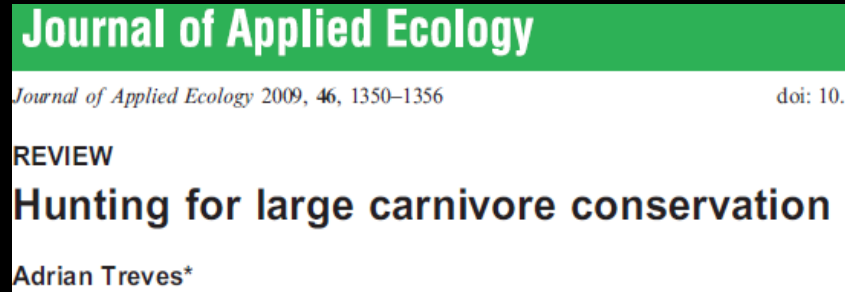 Journal of Applied Ecology
Journal of Applied Ecology 2009, 46, 1350–1356 doi: 10.
REVIEW
Hunting for large carnivore conservation
Adrian Treves*